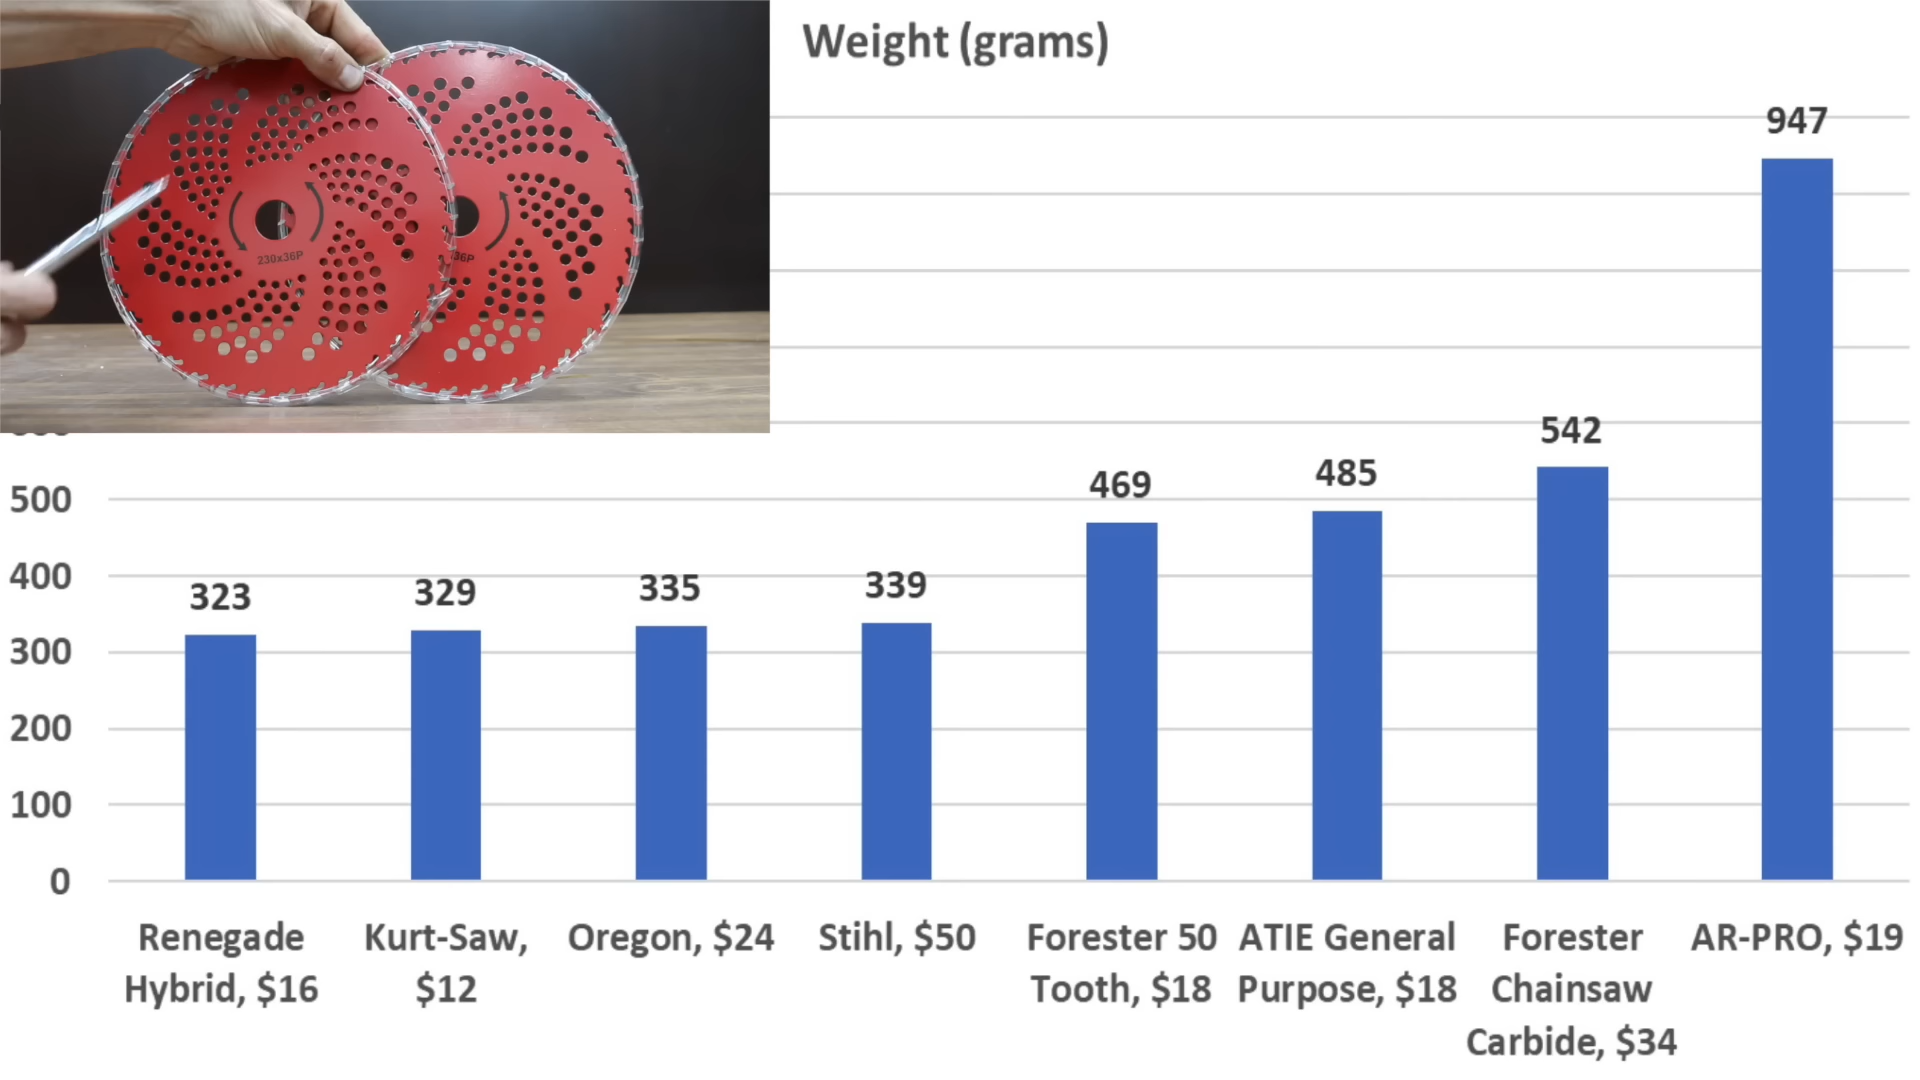 Weight (grams)
230x36P
36P
947
542
500
469
485
400
323
329
335
339
300
200
100
0
Renegade Hybrid, $16
Kurt-Saw, $12
Oregon, $24
Stihl, $50
Forester 50 Tooth, $18
ATIE General Purpose, $18
Forester Chainsaw Carbide, $34
AR-PRO, $19